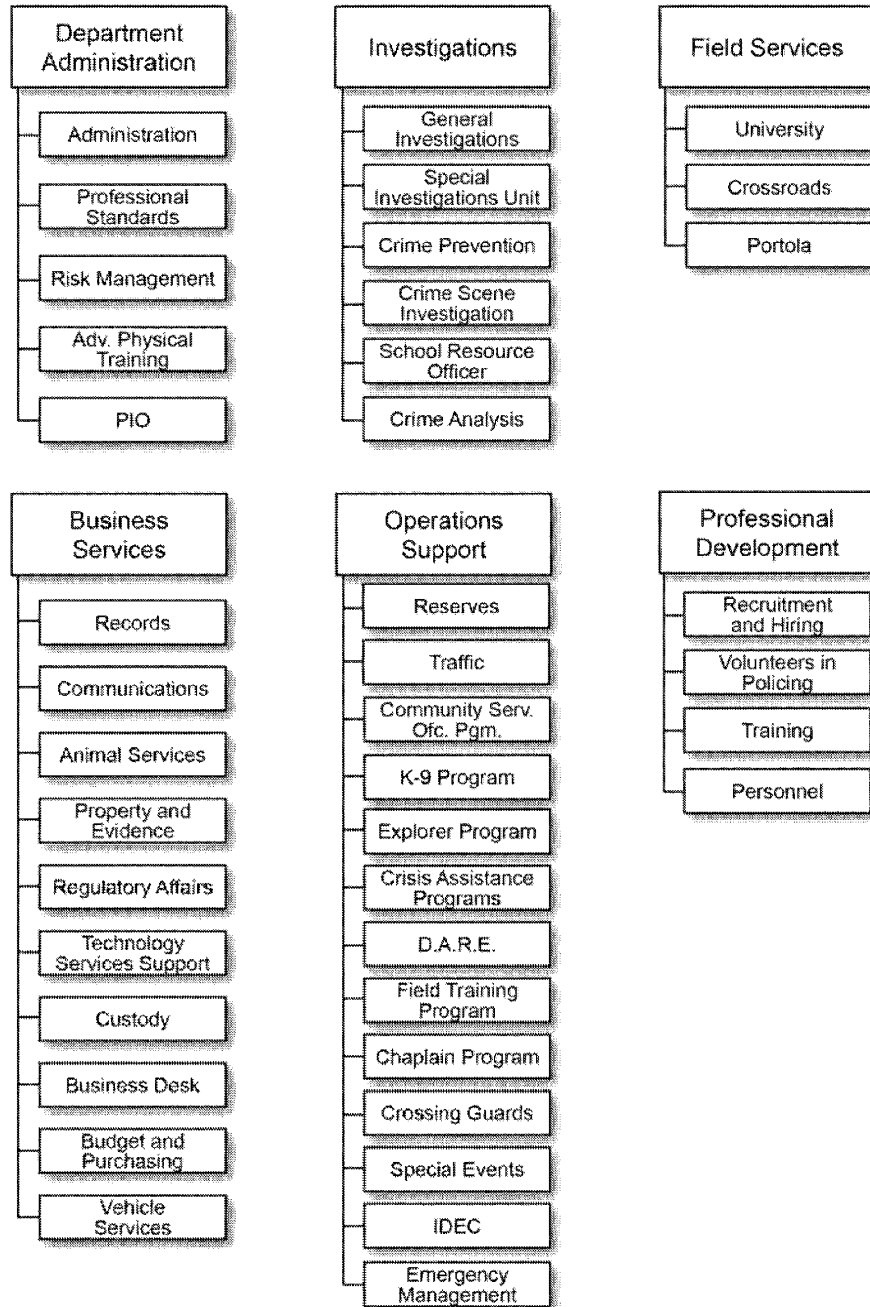 Department
Administration
Administration
Professional
Standards
Risk Management
Adv. Physical
Training
PIO
Investigations
General
Investigations
Special
Investigations Unit
Crime Prevention
Crime Scene
Investigation
School Resource
Officer
Crime Analysis
Field Services
University
Crossroads
Portola
Business
Services
Records
Communications
Animal Services
Property and
Evidence
Regulatory Affairs
Technology
Services Support
Custody
Business Desk
Budget and
Purchasing
Vehicle
Services
Operations
Support
Reserves
Traffic
Community Serv.
Ofc. Pgm.
K-9 Program
Explorer Program
Crisis Assistance
Programs
D.A.R.E.
Field Training
Program
Chaplain Program
Crossing Guards
Special Events
IDEC
Emergency
Management
Professional
Development
Recruitment
and Hiring
Volunteers in
Policing
Training
Personnel